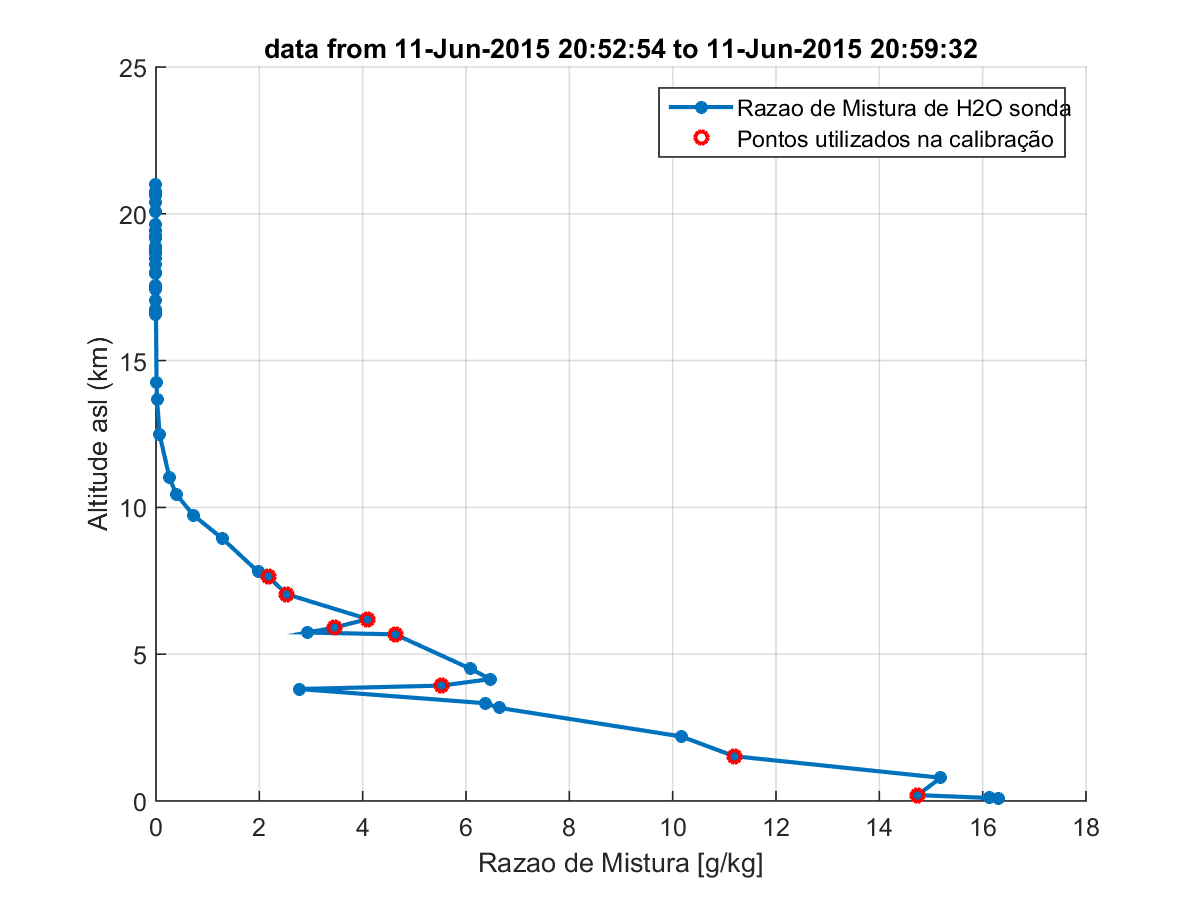 data from 11-Jun-2015 20:52:54 to 11-Jun-2015 20:59:32
Razao de Mistura de H2O sonda
Pontos utilizados na calibração
25
20
15
10
5
0
Altitude asl (km)
0 2 4 6 8 10 12 14 16 18
Razao de Mistura [g/kg]